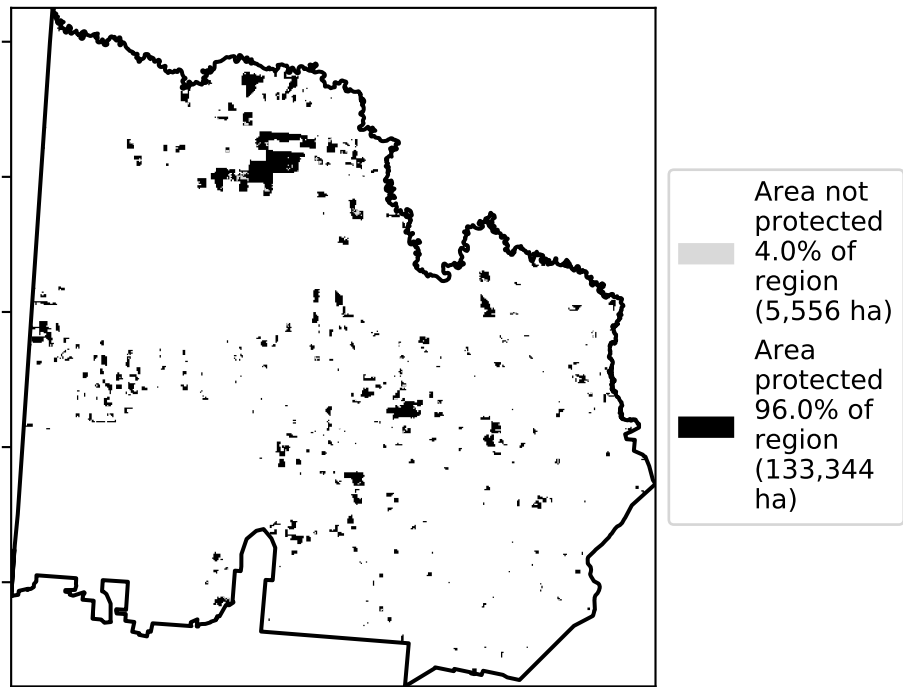 Area not
protected
4.0% of
region
(5,556 ha)
Area
protected
96.0% of
region
(133,344
ha)